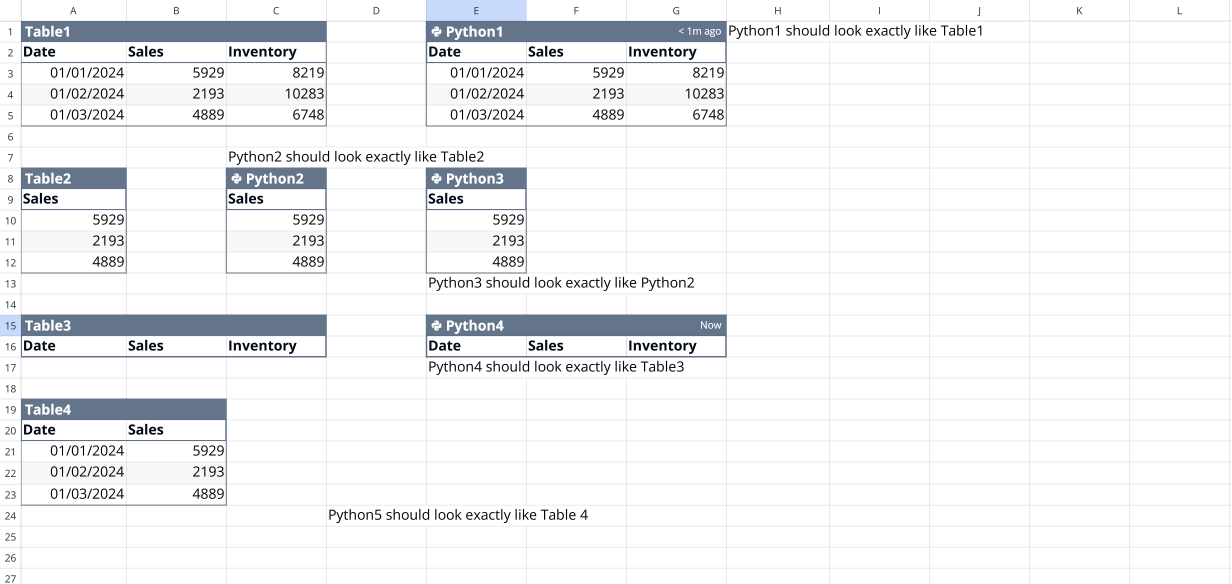 A B C D E F G H I J K L
1 Table1 Python1 < 1m ago Python1 should look exactly like Table1
2 Date Sales Inventory Date Sales Inventory
3 01/01/2024 5929 8219 01/01/2024 5929 8219
4 01/02/2024 2193 10283 01/02/2024 2193 10283
5 01/03/2024 4889 6748 01/03/2024 4889 6748
6
7 Python2 should look exactly like Table2
8 Table2 Python2 Python3
9 Sales Sales Sales
10 5929 5929 5929
11 2193 2193 2193
12 4889 4889 4889
13 Python3 should look exactly like Python2
14
15 Table3 Python4 Now
16 Date Sales Inventory Date Sales Inventory
17 Python4 should look exactly like Table3
18
19 Table4
20 Date Sales
21 01/01/2024 5929
22 01/02/2024 2193
23 01/03/2024 4889
24 Python5 should look exactly like Table 4
25
26
27